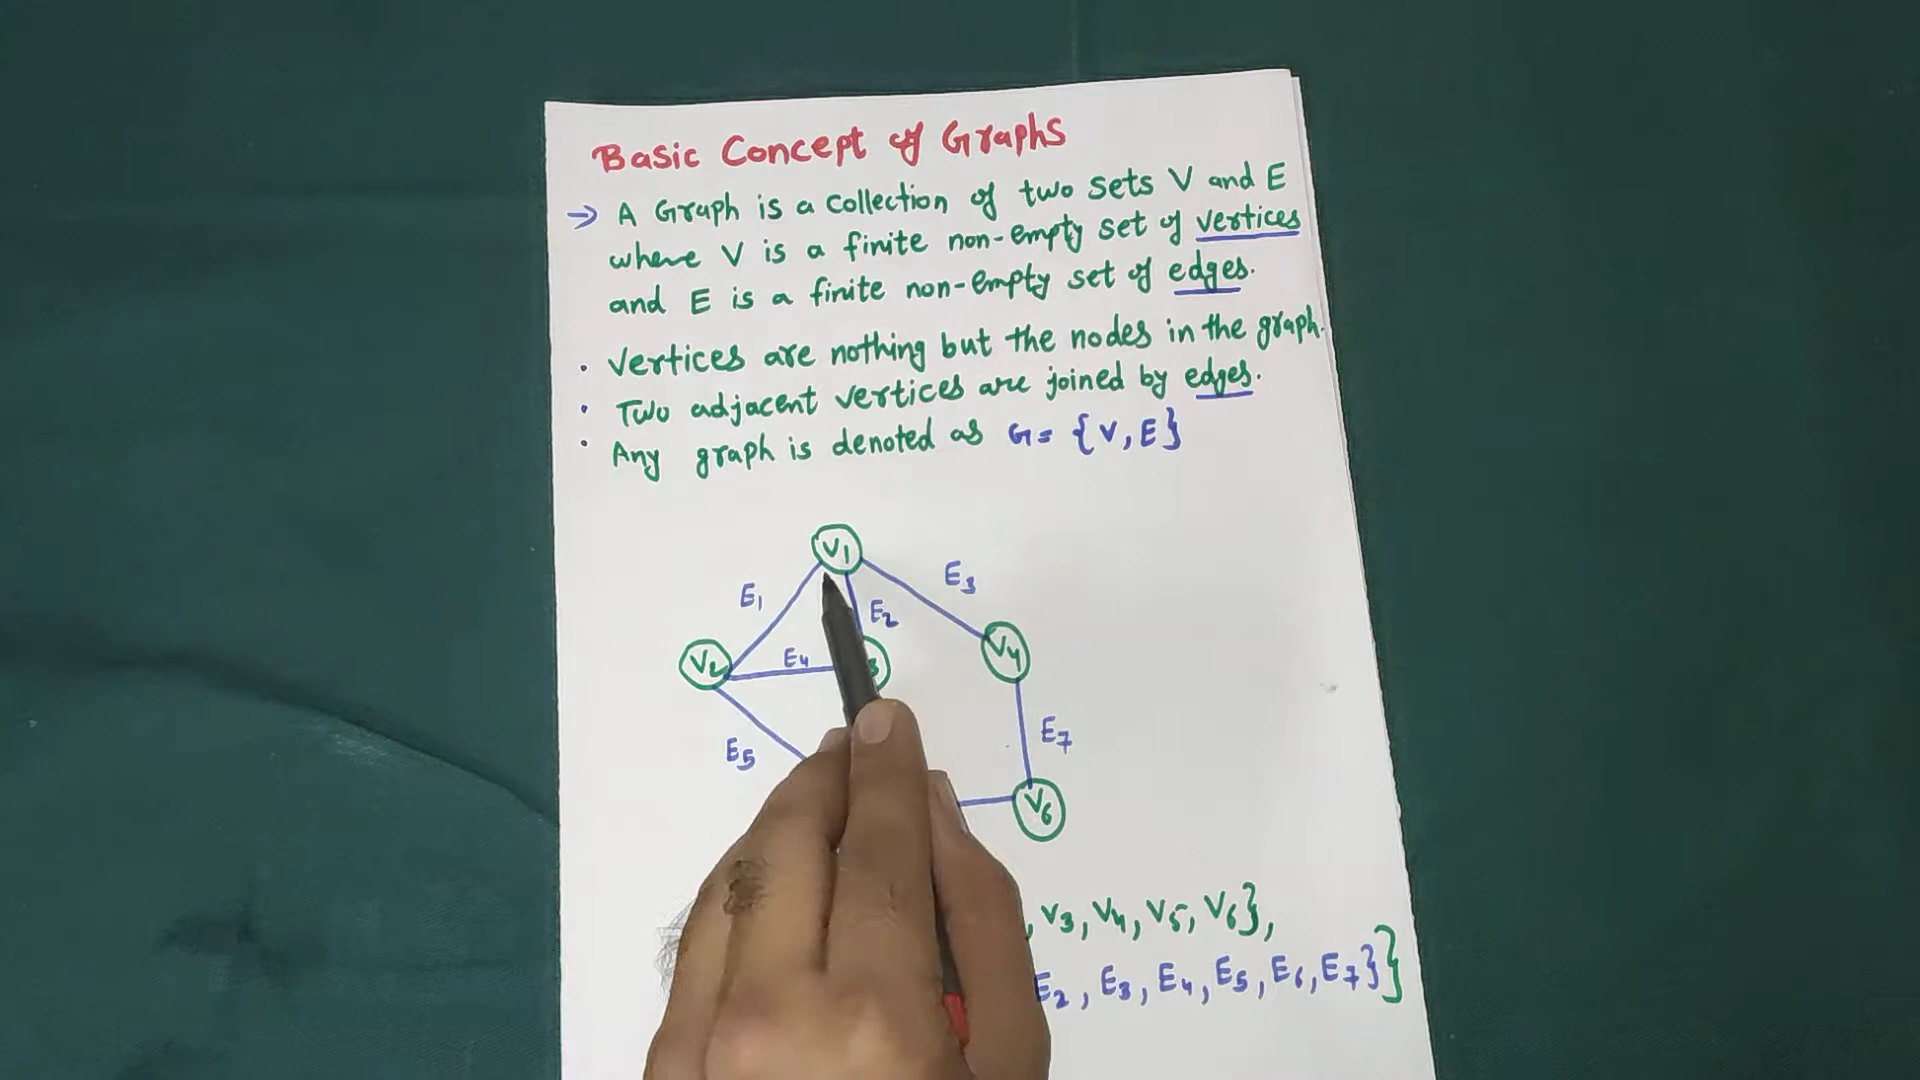 Basic Concept of Graphs
→ A Graph is a collection of two sets V and E
where V is a finite non-empty set of vertices
and E is a finite non-empty set of edges.
• Vertices are nothing but the nodes in the graph.
• Two adjacent vertices are joined by edges.
• Any graph is denoted as G = {V, E}
V1
E1
E2
E3
V2
E4
3
V4
E5
E7
V6
, V3, V4, V5, V6},
E2, E3, E4, E5, E6, E7}}